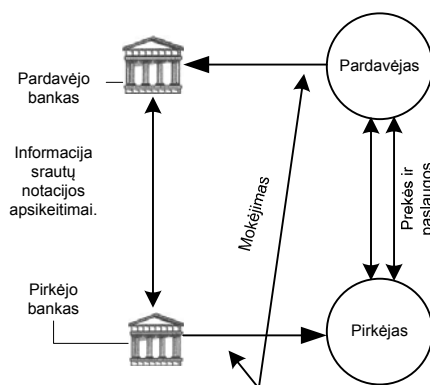 Pardavėjas
Pardavėjo
bankas
Informacija
srautų
notacijos
apsikeitimai.
Mokėjimas
Prekės ir
paslaugos
Pirkėjo
bankas
Pirkėjas